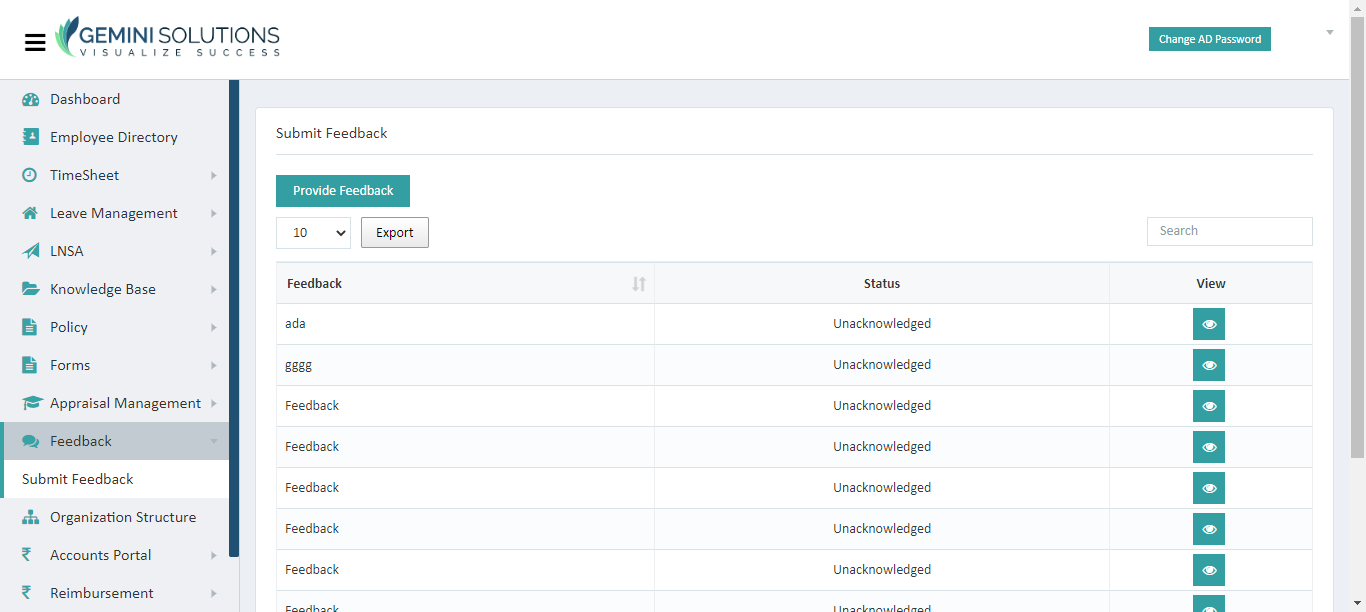 GEMINI SOLUTIONS
VISUALIZE SUCCESS
Change AD Password
Dashboard
Employee Directory
TimeSheet
Leave Management
LNSA
Knowledge Base
Policy
Forms
Appraisal Management
Feedback
Submit Feedback
Organization Structure
₹ Accounts Portal
₹ Reimbursement
Submit Feedback
Provide Feedback
10 Export Search
Feedback Status View
ada Unacknowledged
gggg Unacknowledged
Feedback Unacknowledged
Feedback Unacknowledged
Feedback Unacknowledged
Feedback Unacknowledged
Feedback Unacknowledged
Feedback Unacknowledged